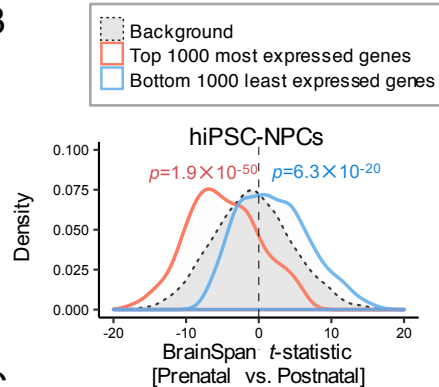 B
Background
Top 1000 most expressed genes
Bottom 1000 least expressed genes
hiPSC-NPCs
p=1.9×10-50
p=6.3×10-20
Density
0.100
0.075
0.050
0.025
0.000
-20 -10 0 10 20
BrainSpan t-statistic
[Prenatal vs. Postnatal]